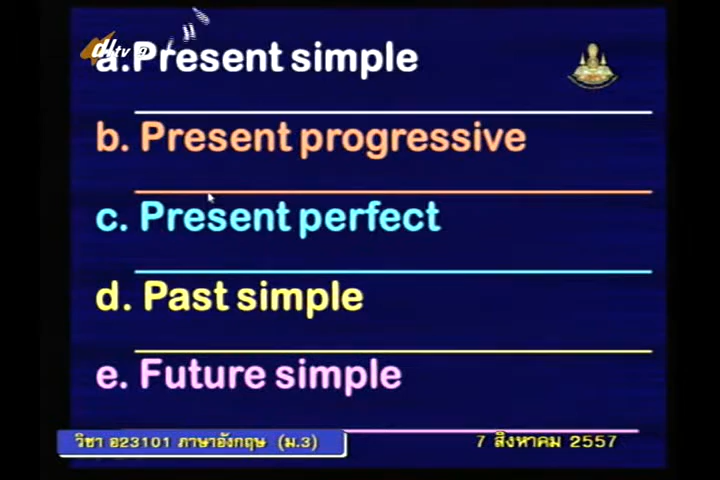 dltv
a.Present simple
b. Present progressive
c. Present perfect
d. Past simple
e. Future simple
วิชา อ23101 ภาษาอังกฤษ (ม.3)
7 สิงหาคม 2557